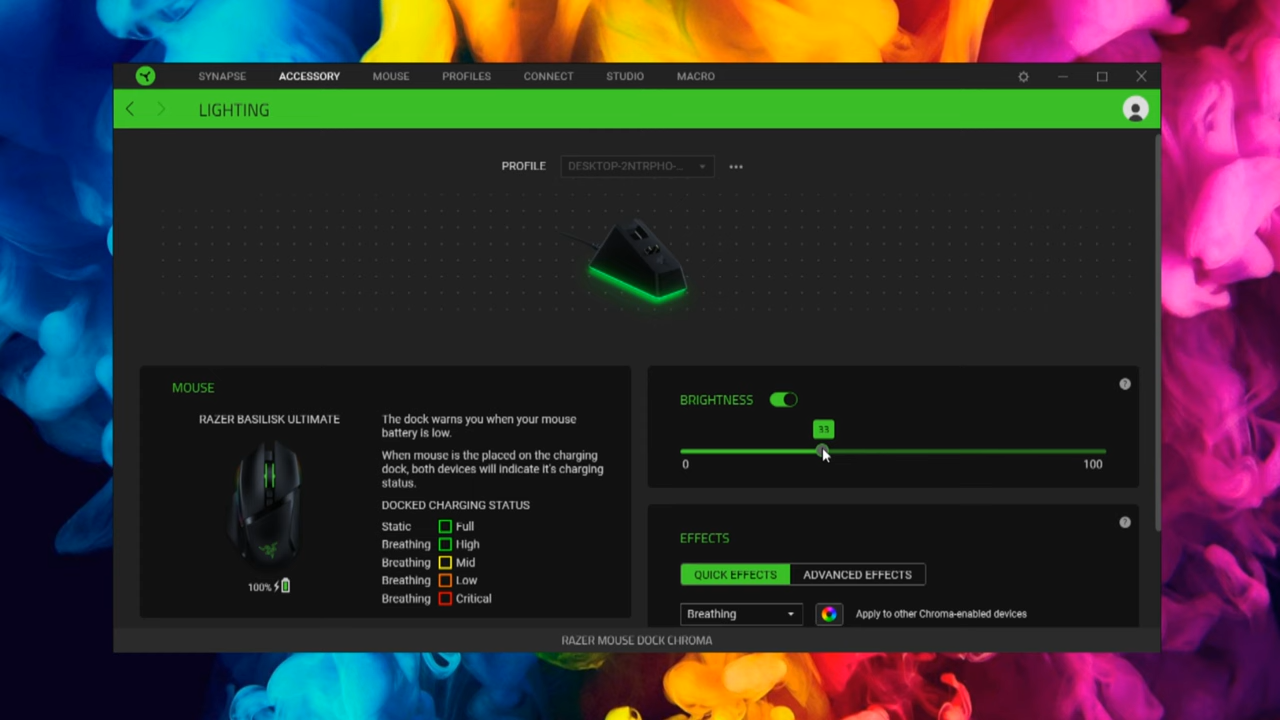 SYNAPSE ACCESSORY MOUSE PROFILES CONNECT STUDIO MACRO
LIGHTING
PROFILE DESKTOP-2NTRPH0-...
MOUSE
RAZER BASILISK ULTIMATE
100%
The dock warns you when your mouse
battery is low.
When mouse is the placed on the charging
dock, both devices will indicate it's charging
status.
DOCKED CHARGING STATUS
Static Full
Breathing High
Breathing Mid
Breathing Low
Breathing Critical
BRIGHTNESS
33
0 100
EFFECTS
QUICK EFFECTS ADVANCED EFFECTS
Breathing Apply to other Chroma-enabled devices
RAZER MOUSE DOCK CHROMA